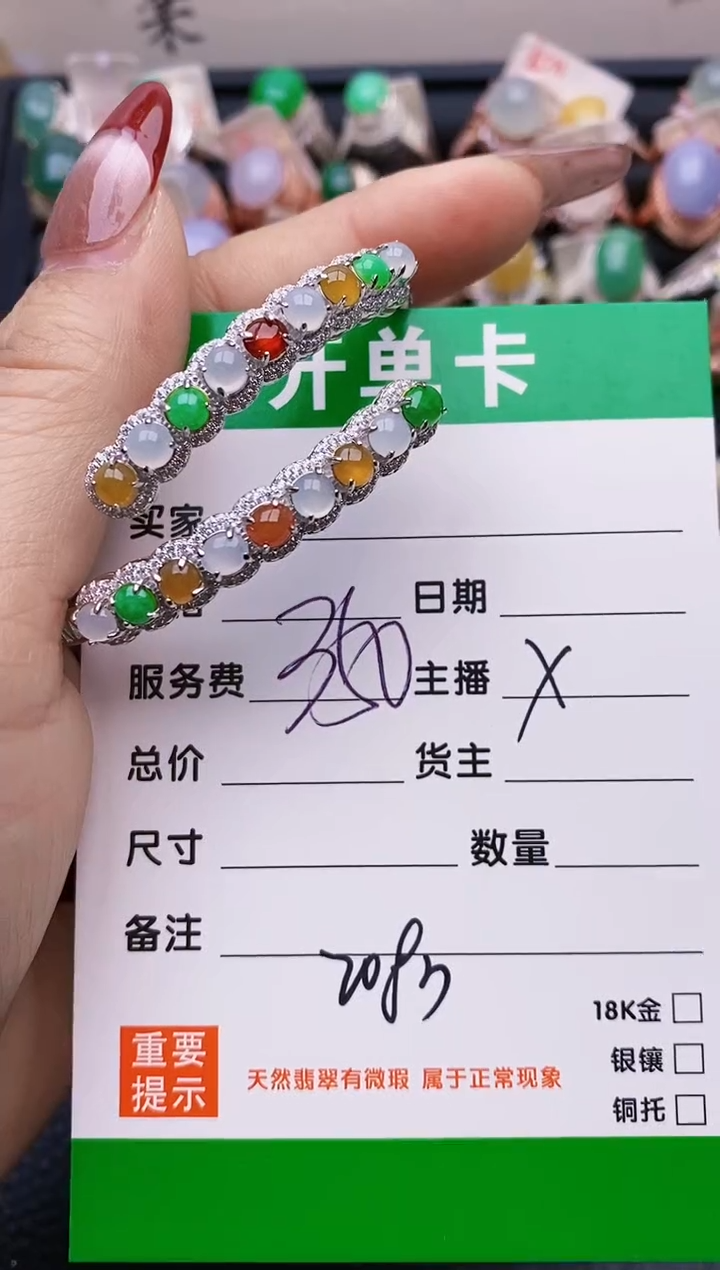 开单卡
买家
日期
服务费 360 主播 X
总价 货主
尺寸 数量
备注
2083
18K金
银镶
铜托
重要
提示
天然翡翠有微瑕 属于正常现象